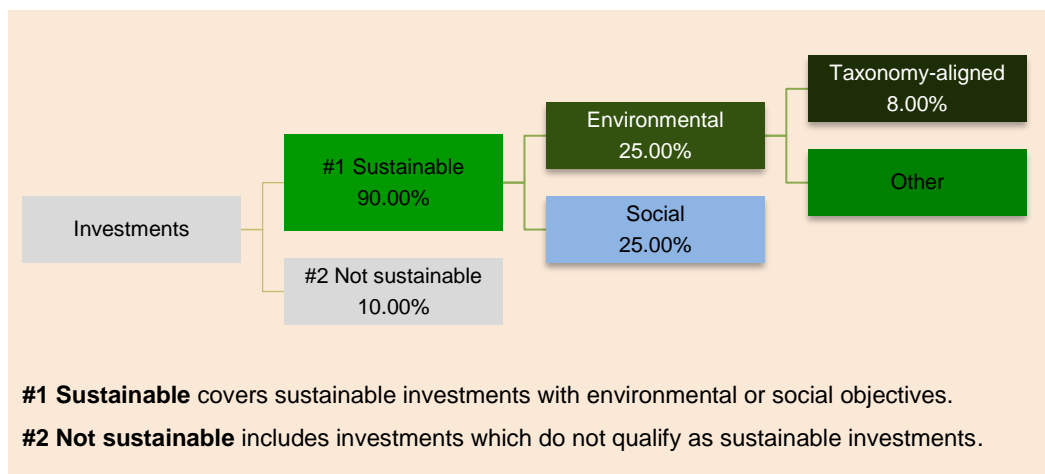 Investments
#1 Sustainable
90.00%
#2 Not sustainable
10.00%
Environmental
25.00%
Social
25.00%
Taxonomy-aligned
8.00%
Other
#1 Sustainable covers sustainable investments with environmental or social objectives.
#2 Not sustainable includes investments which do not qualify as sustainable investments.